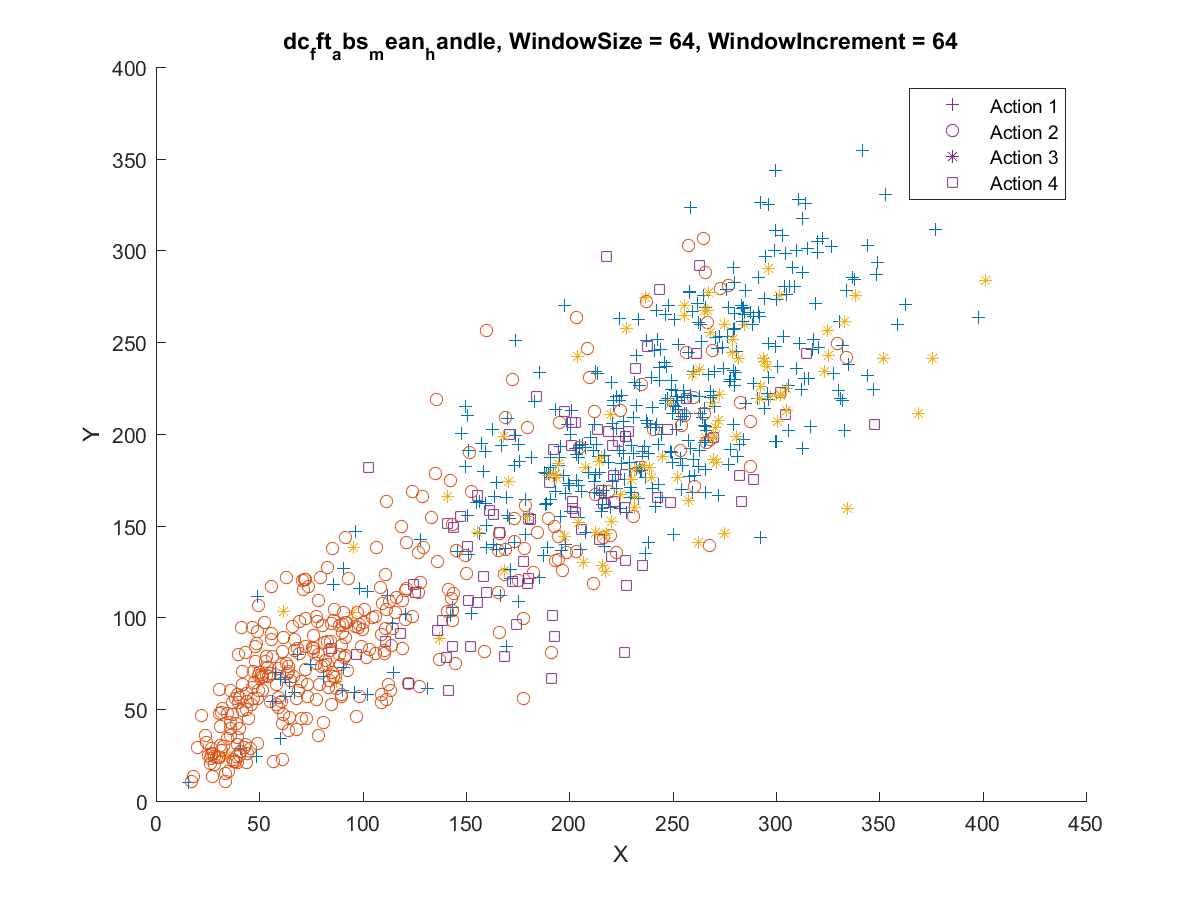 dc_fft_abs_mean_handle, WindowSize = 64, WindowIncrement = 64
400
350
300
250
200
150
100
50
0
Y
Action 1
Action 2
Action 3
Action 4
0 50 100 150 200 250 300 350 400 450
X